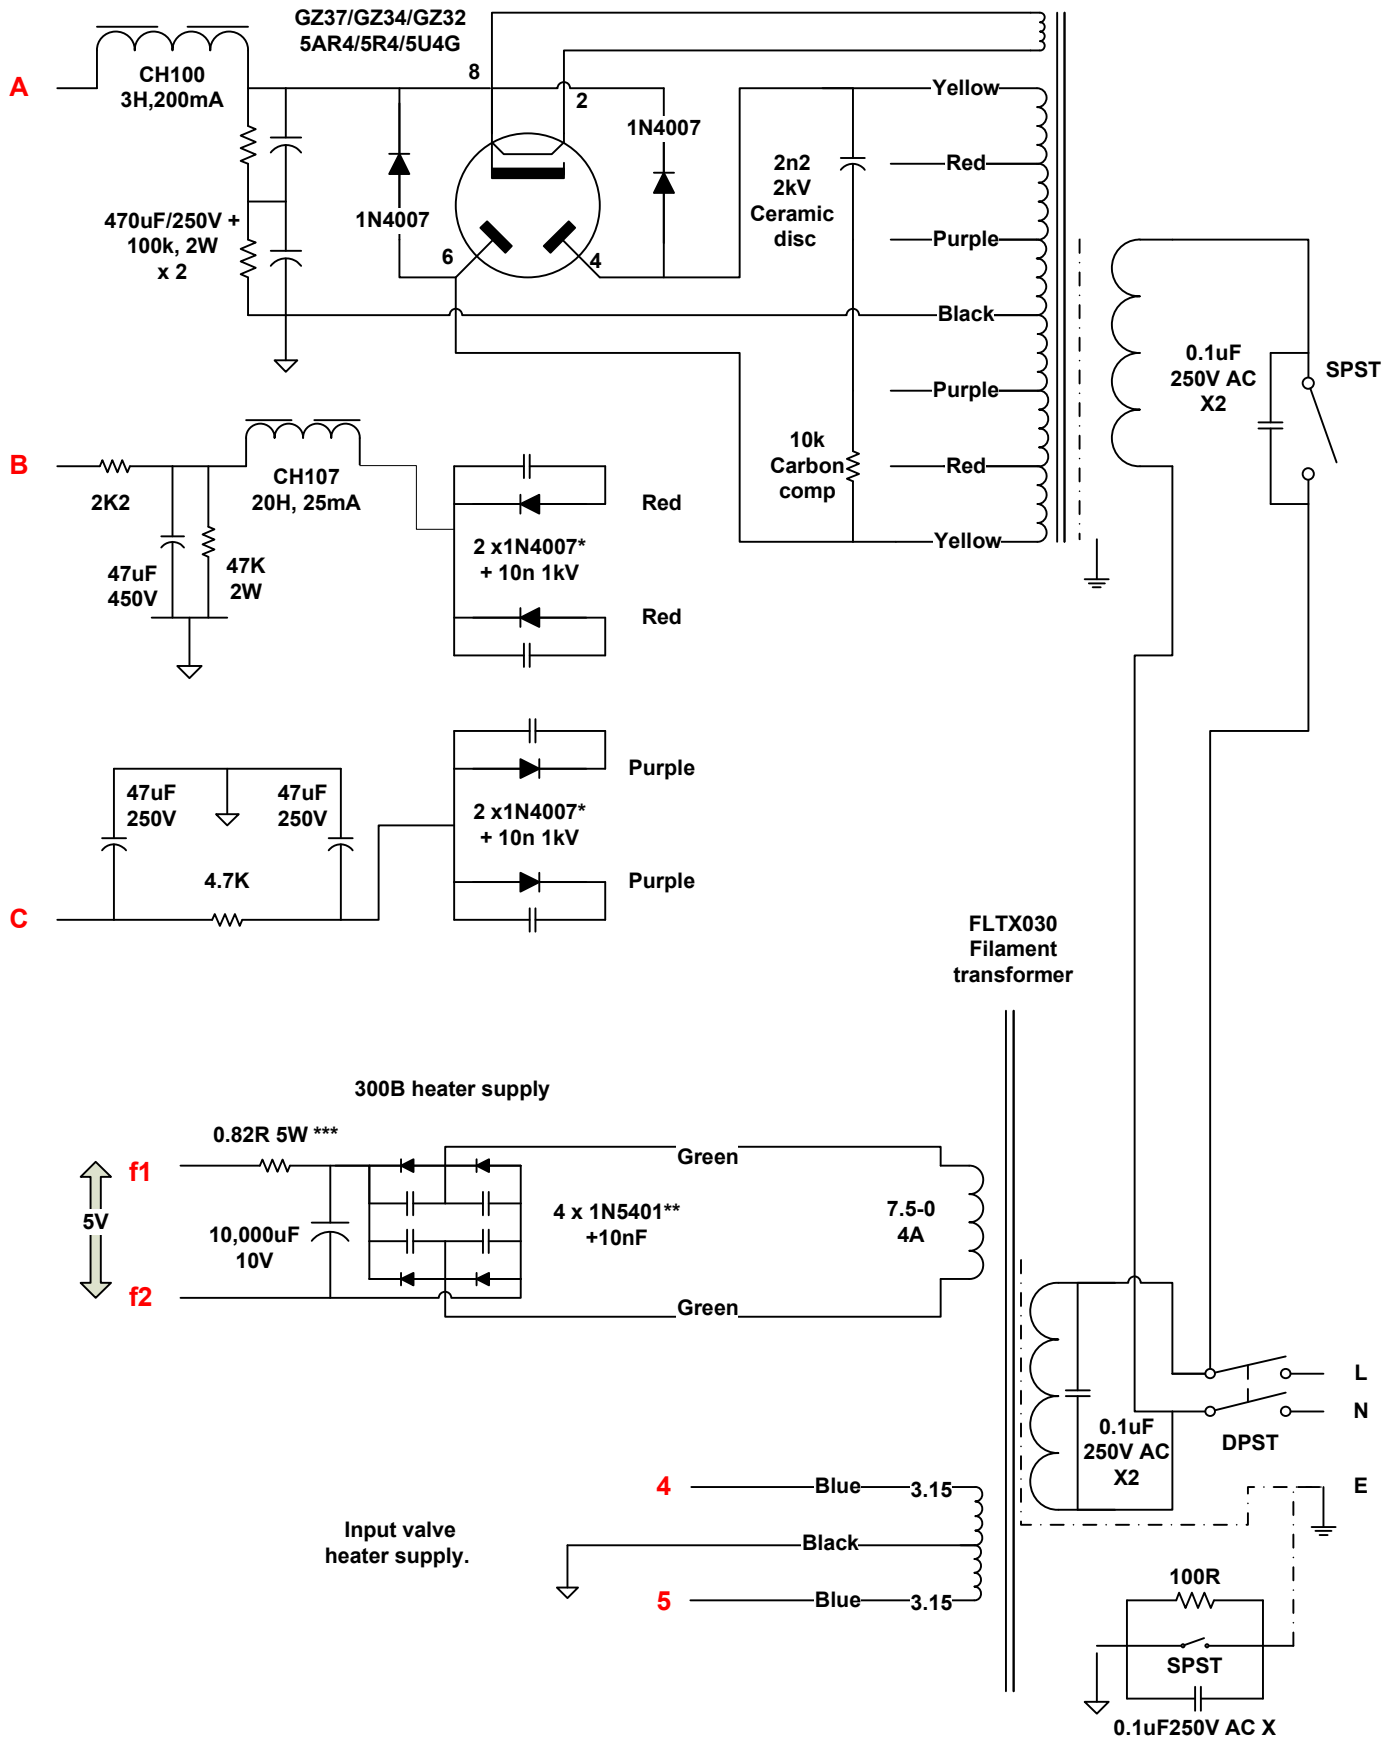 GZ37/GZ34/GZ32
5AR4/5R4/5U4G
A
CH100
3H,200mA
8
2
1N4007
1N4007
470uF/250V +
100k, 2W
x 2
6
4
2n2
2kV
Ceramic
disc
Yellow
Red
Purple
Black
Purple
Red
Yellow
10k
Carbon
comp
0.1uF
250V AC
X2
SPST
B
2K2
CH107
20H, 25mA
47uF
450V
47K
2W
Red
2 x1N4007*
+ 10n 1kV
Red
47uF
250V
47uF
250V
4.7K
C
Purple
2 x1N4007*
+ 10n 1kV
Purple
FLTX030
Filament
transformer
300B heater supply
0.82R 5W ***
f1
5V
f2
10,000uF
10V
4 x 1N5401**
+10nF
Green
Green
7.5-0
4A
0.1uF
250V AC
X2
L
N
DPST
E
4
Blue
3.15
Input valve
heater supply.
Black
5
Blue
3.15
100R
SPST
0.1uF250V AC X